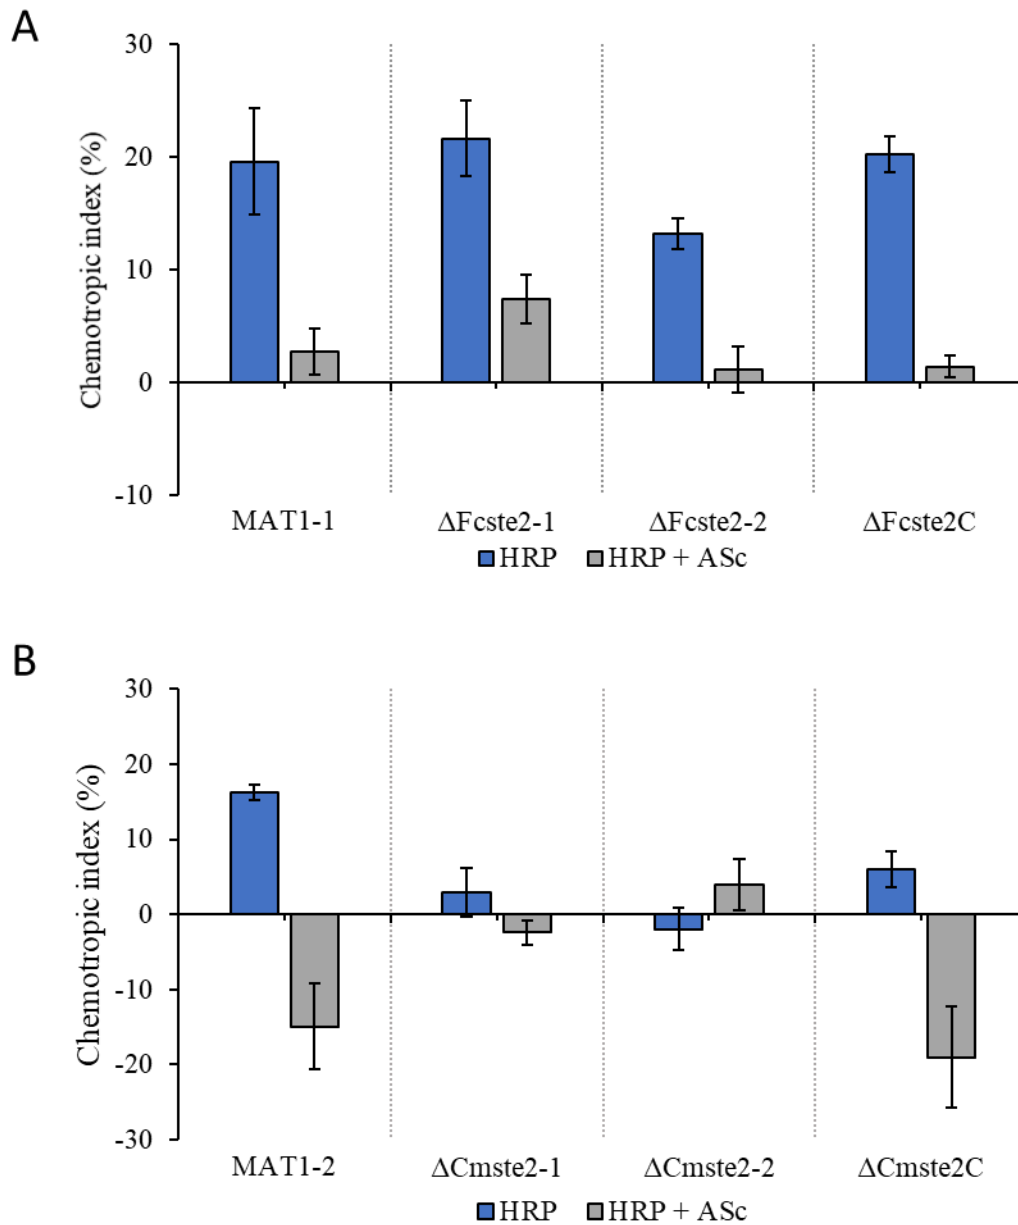 A
Chemotropic index (%)
30
20
10
0
-10
MAT1-1 ΔFcste2-1 ΔFcste2-2 ΔFcste2C
HRP HRP + ASc
B
Chemotropic index (%)
30
20
10
0
-10
-20
-30
MAT1-2 ΔCmste2-1 ΔCmste2-2 ΔCmste2C
HRP HRP + ASc